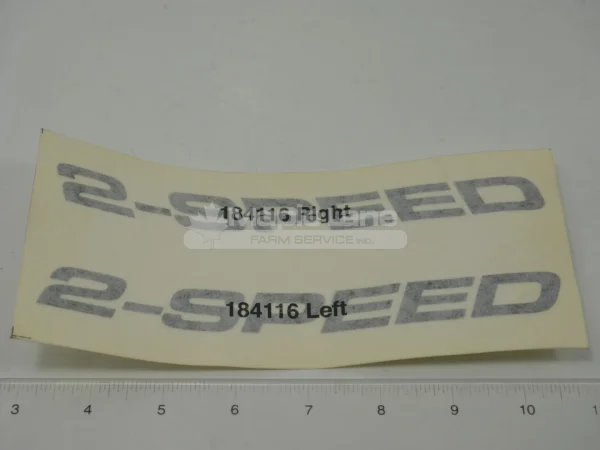 2-SPEED
184116 Right
FARM SERVICE INC.
2-SPEED
184116 Left
3 4 5 6 7 8 9 10 1